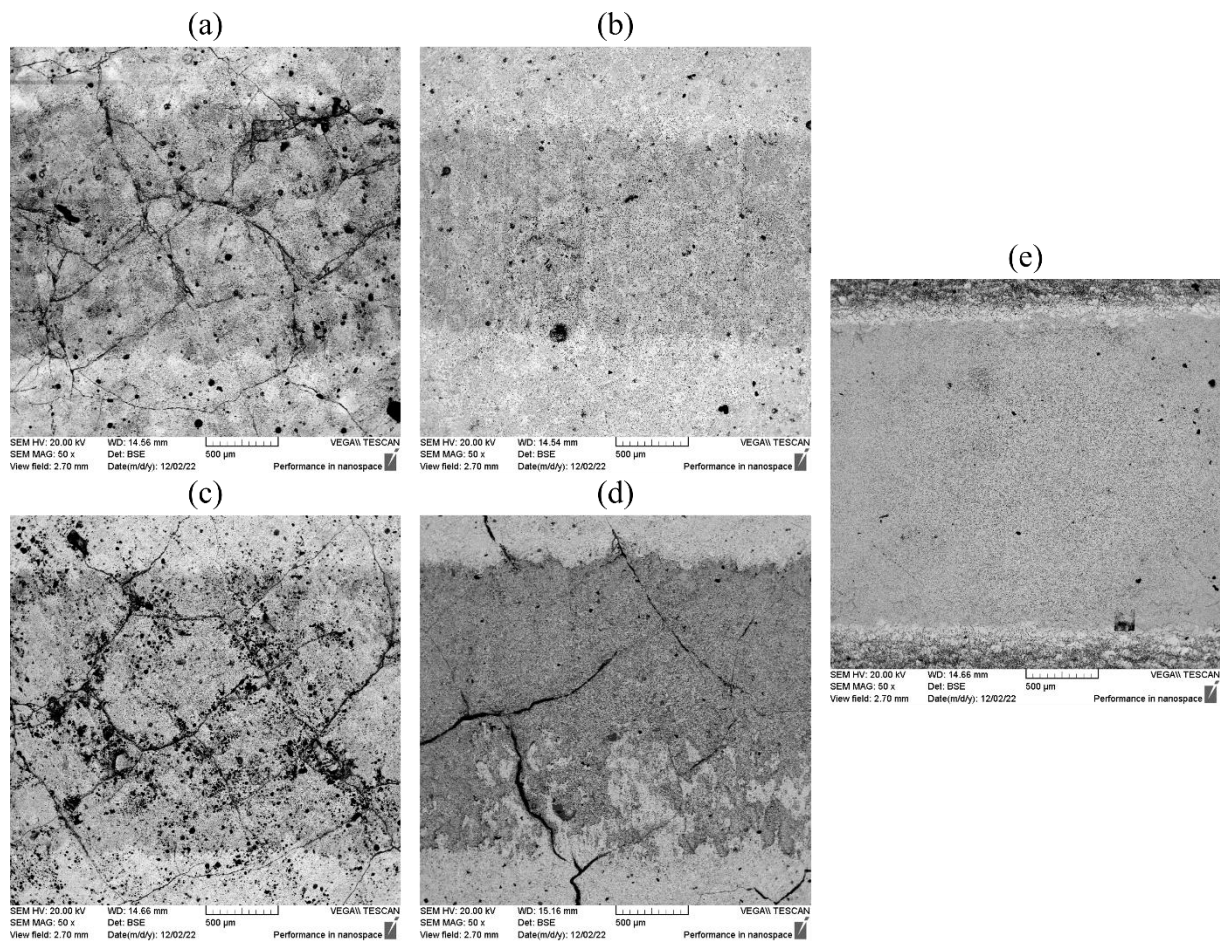 (a)
(b)
SEM HV: 20.00 kV WD: 14.56 mm VEGA\\ TESCAN
SEM MAG: 50 x Det: BSE 500 µm
View field: 2.70 mm Date(m/d/y): 12/02/22 Performance in nanospace
SEM HV: 20.00 kV WD: 14.54 mm VEGA\\ TESCAN
SEM MAG: 50 x Det: BSE 500 µm
View field: 2.70 mm Date(m/d/y): 12/02/22 Performance in nanospace
(e)
SEM HV: 20.00 kV WD: 14.66 mm VEGA\\ TESCAN
SEM MAG: 50 x Det: BSE 500 µm
View field: 2.70 mm Date(m/d/y): 12/02/22 Performance in nanospace
(c)
(d)
SEM HV: 20.00 kV WD: 14.66 mm VEGA\\ TESCAN
SEM MAG: 50 x Det: BSE 500 µm
View field: 2.70 mm Date(m/d/y): 12/02/22 Performance in nanospace
SEM HV: 20.00 kV WD: 15.16 mm VEGA\\ TESCAN
SEM MAG: 50 x Det: BSE 500 µm
View field: 2.70 mm Date(m/d/y): 12/02/22 Performance in nanospace